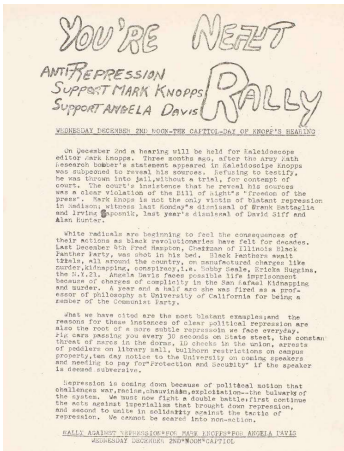 YOU'RE NEXT
ANTI REPRESSION
SUPPORT MARK KNOPPS
SUPPORT ANGELA DAVIS
RALLY
WEDNESDAY DECEMBER 2ND NOON-THE CAPITOL-DAY OF KNOPP'S HEARING
On December 2nd a hearing will be held for Kaleidoscope
editor Mark Knopps. Three months ago, after the Army Math
Research bomber's statement appeared in Kaleidoscope Knopps
was subpoened to reveal his sources. Refusing to testify,
he was thrown into jail,without a trial, for contempt of
court. The court's insistence that he reveal his sources
was a clear violation of the Bill of Right's "freedom of the
press". Mark Knopps is not the only victim of blatant repression
in Madison; witness last Monday's dismissal of Frank Battaglia
and Irving last year's dismissal of David Siff and
Alan Hunter.
White radicals are beginning to feel the consequences of
their actions as black revolutionaries have felt for decades.
Last December 4th Fred Hampton, Chairman of Illinois Black
Panther Party, was shot in his bed. Black Panthers await
trials, all around the country, on manufactured charges like
murder,kidnapping, conspiracy,i.e. Bobby Seale, Ericka Huggins,
the N.Y.21. Angela Davis faces possible life imprisonment
because of charges of complicity in the San Rafael Kidnapping
and murder. A year and a half ago she was fired as a prof-
essor of philosophy at University of California for being a
member of the Communist Party.
What we have cited are the most blatant examples;and the
reasons for these instances of clear political repression are
also the root of a more subtle repression we face everyday.
Pig cars passing you every 30 seconds on State street, the constant
threat of narcs in the dorms, ID checks in the union, arrests
of peddlers on library mall, bullhorn restrictions on campus
property,ten day notice to the University on coming speakers
and needing to pay for"Protection and Security" if the speaker
is deemed subversive.
Repression is coming down because of political action that
challenges war,racism,chauvinism,exploitation--the bulwarks of
the system. We must now fight a double battle:first continue
the acts against imperialism that brought down repression,
and second to unite in solidarity against the tactic of
repression. We cannot be scared into non-action.
RALLY AGAINST REPRESSION*FOR MARK KNOPPS*FOR ANGELA DAVIS
WEDNESDAY DECEMBER 2ND*NOON*CAPITOL